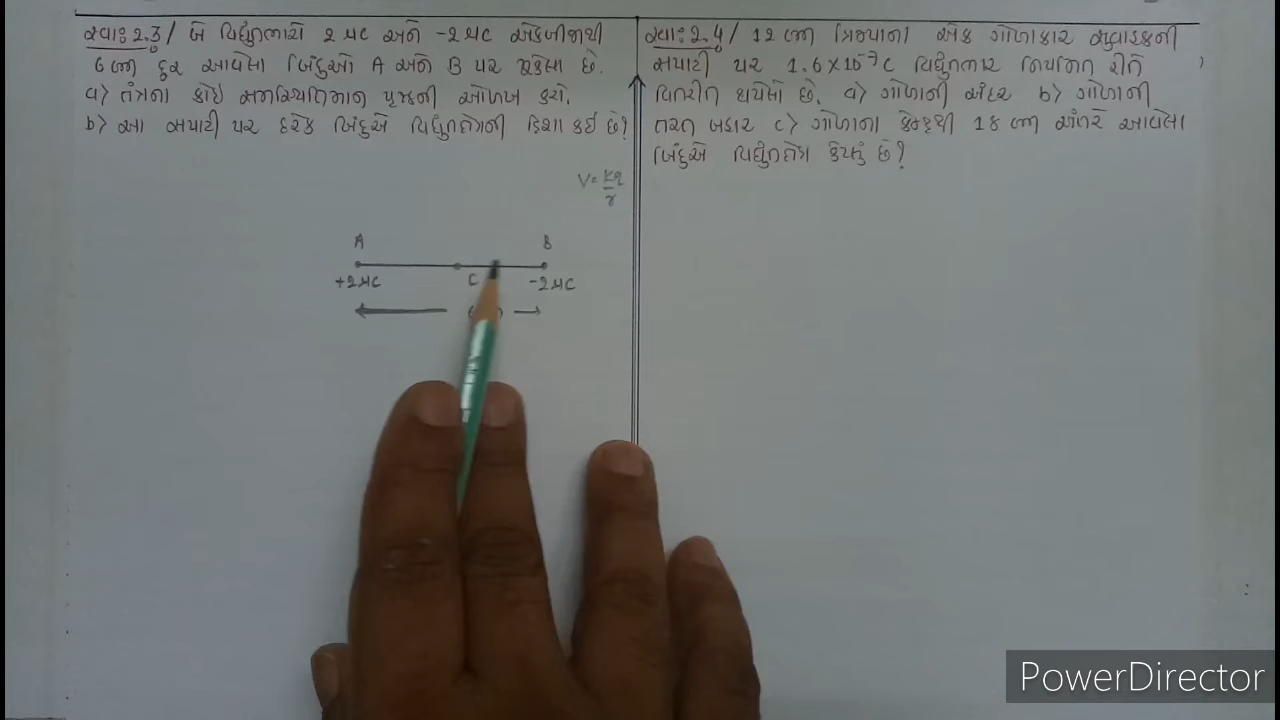 સ્વાઃ 2.3/ બે વિદ્યુતભારો 2 μC અને -2 μC એકબીજાથી
6 cm દૂર આવેલા બિંદુઓ A અને B પર મૂકેલા છે.
a> તંત્રના કોઈ સમસ્થિતિમાન પૃષ્ઠની ઓળખ કરો.
b> આ સપાટી પર દરેક બિંદુએ વિદ્યુતક્ષેત્રની દિશા કઈ છે?
V = kq/r
A B
+2 μC C -2 μC
સ્વાઃ 2.4/ 12 cm ત્રિજ્યાના એક ગોળાકાર સુવાહકની
સપાટી પર 1.6 X 10⁻⁷ C વિદ્યુતભાર નિયમિત રીતે
વિતરીત થયેલો છે. a> ગોળાની અંદર b> ગોળાની
તરત બહાર c> ગોળાના કેન્દ્રથી 18 cm અંતરે આવેલા
બિંદુએ વિદ્યુતક્ષેત્ર કેટલું છે?
PowerDirector